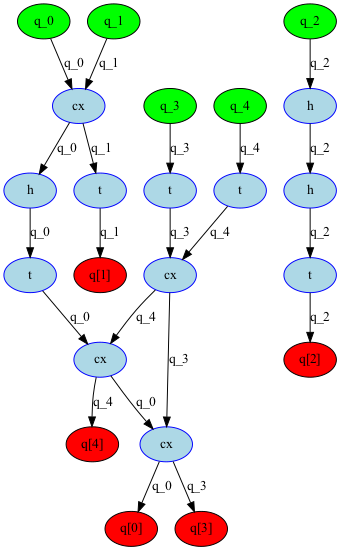 q_0 q_1 q_2
q_0 q_1 q_2
cx q_3 q_4 h
q_0 q_1 q_3 q_4 q_2
h t t t h
q_0 q_1 q_3 q_4 q_2
t q[1] cx t
q_0 q_4 q_3 q_2
cx q[2]
q_4 q_0
q[4] cx
q_0 q_3
q[0] q[3]